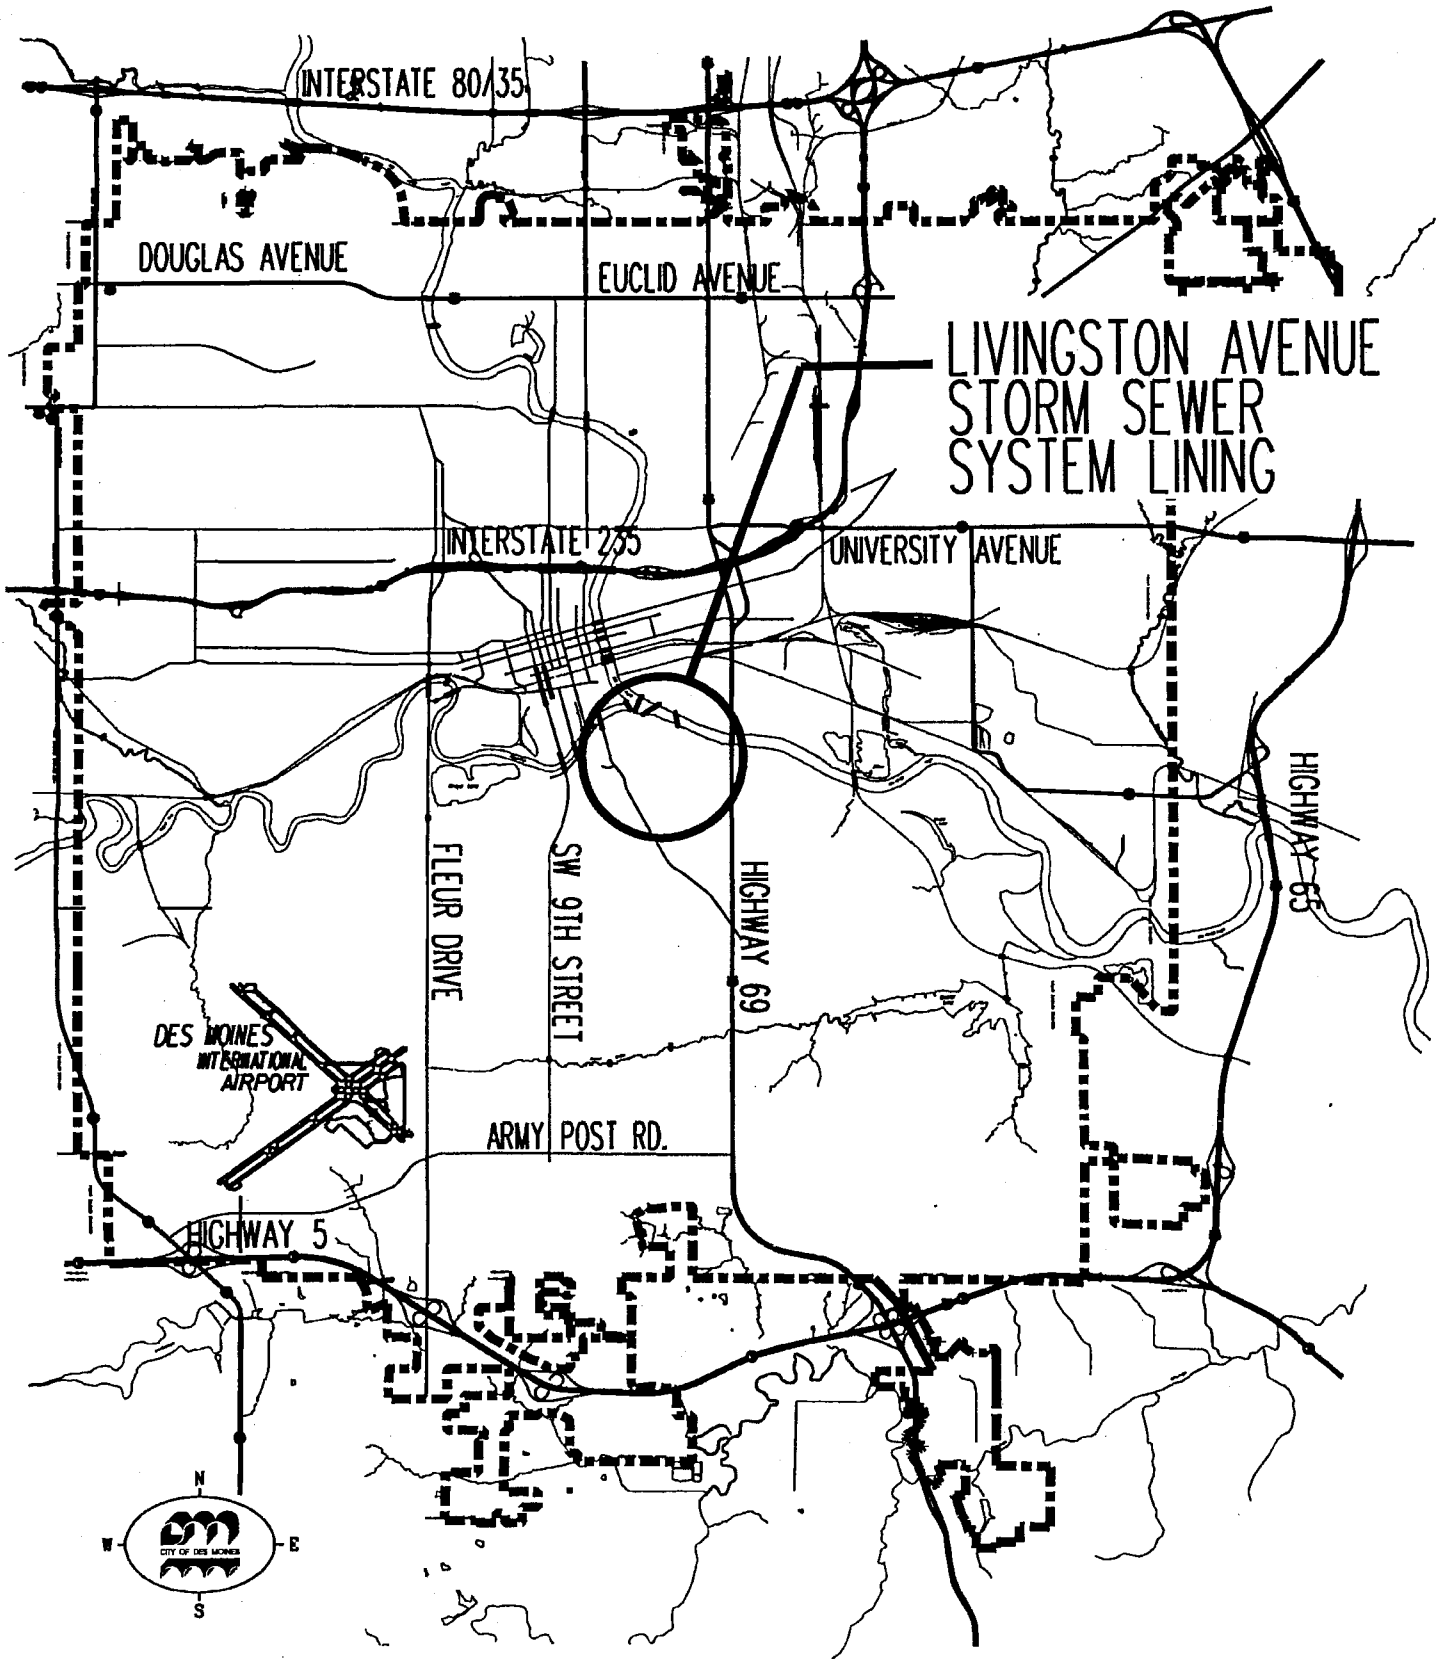 INTERSTATE 80/35
DOUGLAS AVENUE
EUCLID AVENUE
LIVINGSTON AVENUE
STORM SEWER
SYSTEM LINING
INTERSTATE 235
UNIVERSITY AVENUE
HIGHWAY 65
FLEUR DRIVE
SW 9TH STREET
HIGHWAY 69
DES MOINES
INTERNATIONAL
AIRPORT
ARMY POST RD.
HIGHWAY 5
N
W
E
CITY OF DES MOINES
S